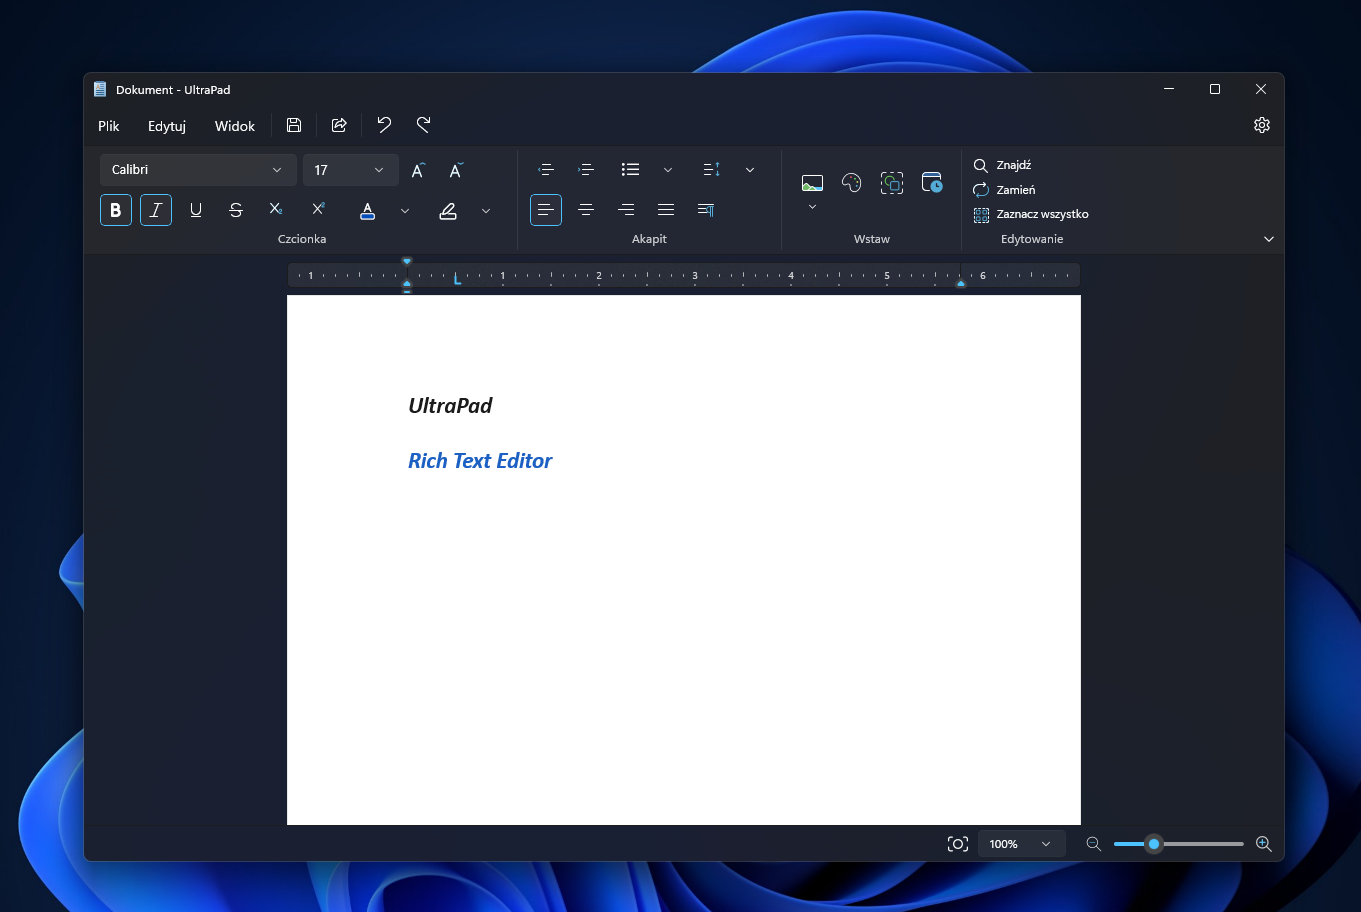 Dokument - UltraPad
Plik Edytuj Widok
Calibri 17
Znajdź
Zamień
Zaznacz wszystko
Czcionka Akapit Wstaw Edytowanie
1 1 2 3 4 5 6
UltraPad
Rich Text Editor
100%